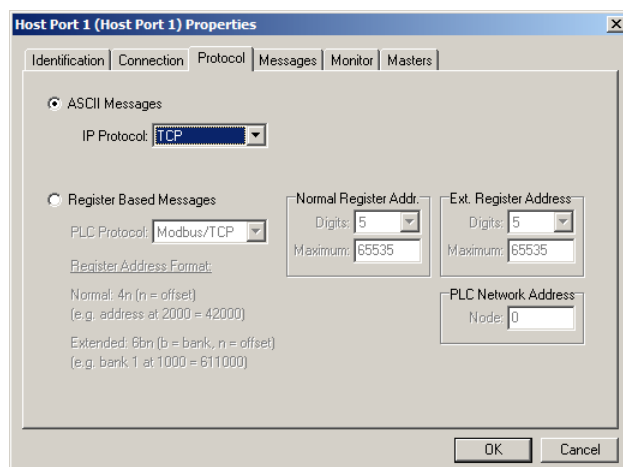 Host Port 1 (Host Port 1) Properties
Identification Connection Protocol Messages Monitor Masters
ASCII Messages
IP Protocol: TCP
Register Based Messages
PLC Protocol: Modbus/TCP
Register Address Format:
Normal: 4n (n = offset)
(e.g. address at 2000 = 42000)
Extended: 6bn (b = bank, n = offset)
(e.g. bank 1 at 1000 = 611000)
Normal Register Addr.
Digits: 5
Maximum: 65535
Ext. Register Address
Digits: 5
Maximum: 65535
PLC Network Address
Node: 0
OK Cancel